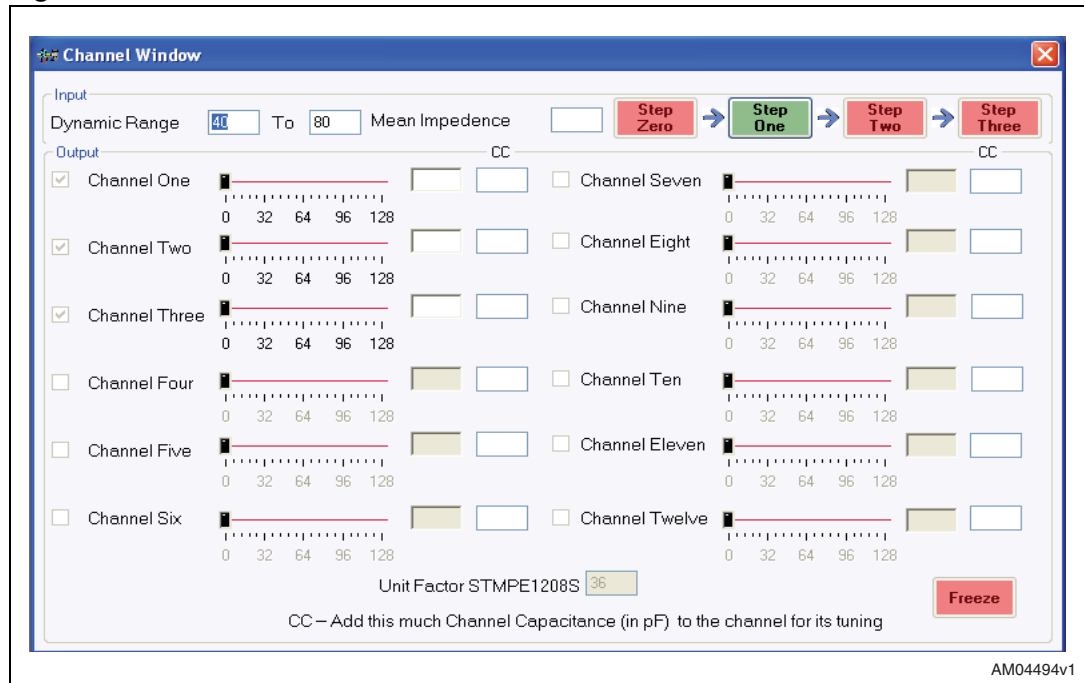 Channel Window
Input
Dynamic Range 40 To 80 Mean Impedence Step Zero Step One Step Two Step Three
Output CC CC
Channel One
0 32 64 96 128
Channel Two
0 32 64 96 128
Channel Three
0 32 64 96 128
Channel Four
0 32 64 96 128
Channel Five
0 32 64 96 128
Channel Six
0 32 64 96 128
Channel Seven
0 32 64 96 128
Channel Eight
0 32 64 96 128
Channel Nine
0 32 64 96 128
Channel Ten
0 32 64 96 128
Channel Eleven
0 32 64 96 128
Channel Twelve
0 32 64 96 128
Unit Factor STMPE1208S 36
Freeze
CC – Add this much Channel Capacitance (in pF) to the channel for its tuning
AM04494v1